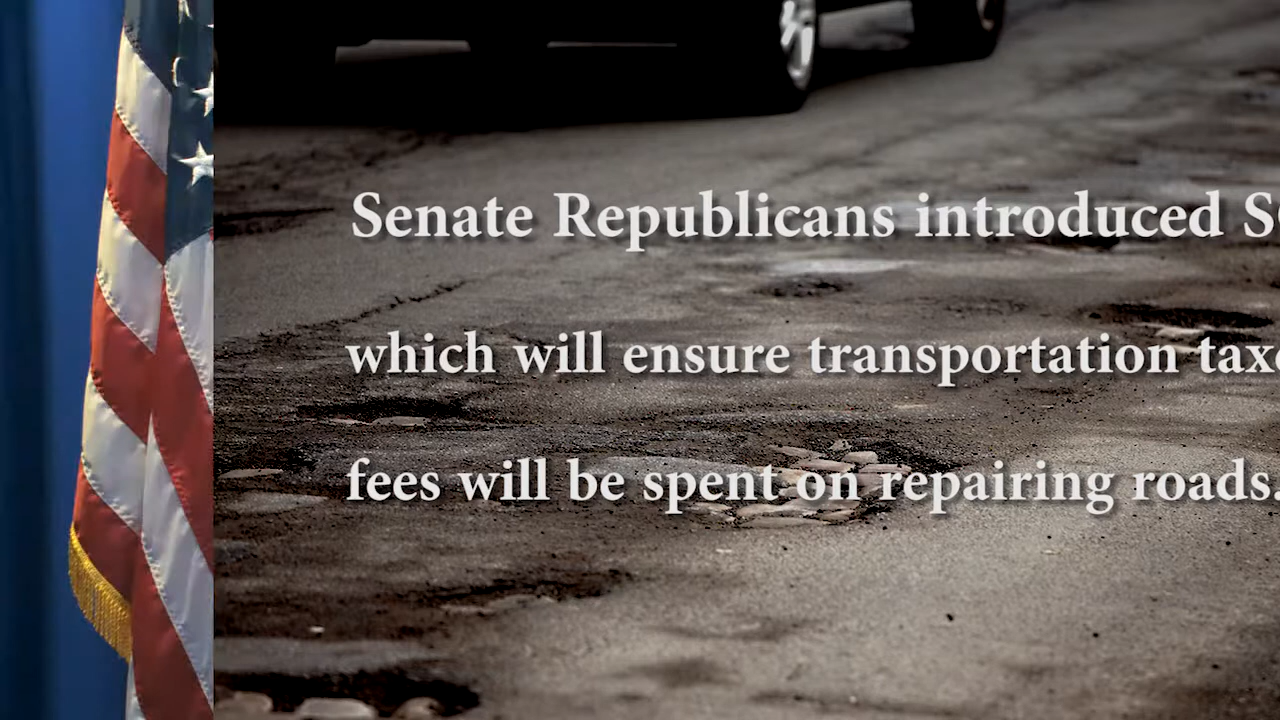 Senate Republicans introduced
which will ensure transportation
fees will be spent on repairing roads.